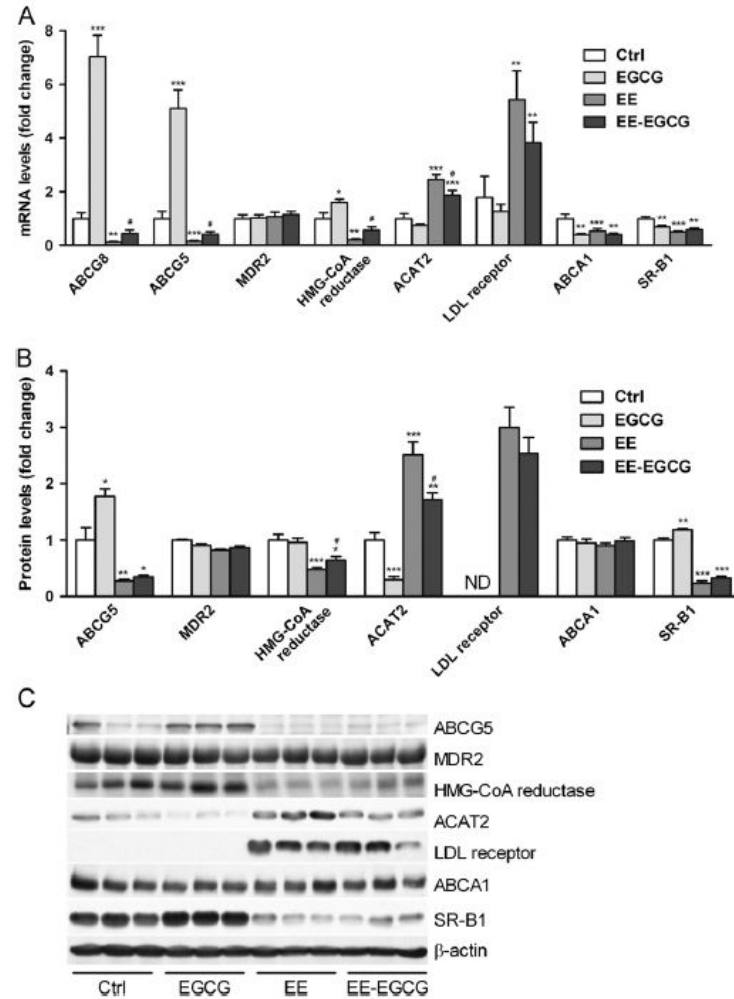 A
mRNA levels (fold change)
8
6
4
2
0
Ctrl
EGCG
EE
EE-EGCG
***
***
**
#
***
#
*
**
#
***
#
***
**
**
**
***
**
**
***
**
ABCG8
ABCG5
MDR2
HMG-CoA
reductase
ACAT2
LDL receptor
ABCA1
SR-B1
B
Protein levels (fold change)
4
3
2
1
0
Ctrl
EGCG
EE
EE-EGCG
*
**
*
***
#
*
***
***
#
**
ND
**
***
***
ABCG5
MDR2
HMG-CoA
reductase
ACAT2
LDL receptor
ABCA1
SR-B1
C
ABCG5
MDR2
HMG-CoA reductase
ACAT2
LDL receptor
ABCA1
SR-B1
β-actin
Ctrl EGCG EE EE-EGCG